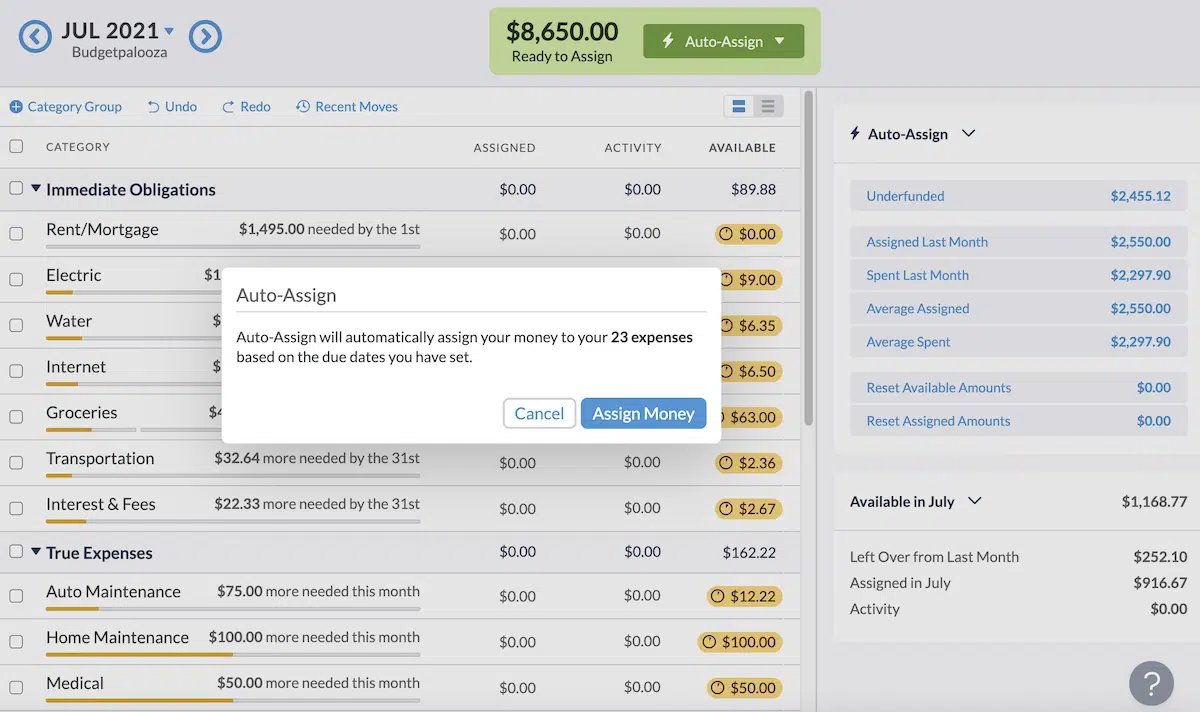 JUL 2021
Budgetpalooza
$8,650.00
Ready to Assign
Auto-Assign
Category Group Undo Redo Recent Moves
CATEGORY ASSIGNED ACTIVITY AVAILABLE
Immediate Obligations $0.00 $0.00 $89.88
Rent/Mortgage $1,495.00 needed by the 1st $0.00 $0.00 $0.00
Electric $1 $9.00
Water $ $6.35
Internet $ $6.50
Groceries $4 $63.00
Transportation $32.64 more needed by the 31st $0.00 $0.00 $2.36
Interest & Fees $22.33 more needed by the 31st $0.00 $0.00 $2.67
True Expenses $0.00 $0.00 $162.22
Auto Maintenance $75.00 more needed this month $0.00 $0.00 $12.22
Home Maintenance $100.00 more needed this month $0.00 $0.00 $100.00
Medical $50.00 more needed this month $0.00 $0.00 $50.00
Auto-Assign
Auto-Assign will automatically assign your money to your 23 expenses
based on the due dates you have set.
Cancel Assign Money
Auto-Assign
Underfunded $2,455.12
Assigned Last Month $2,550.00
Spent Last Month $2,297.90
Average Assigned $2,550.00
Average Spent $2,297.90
Reset Available Amounts $0.00
Reset Assigned Amounts $0.00
Available in July $1,168.77
Left Over from Last Month $252.10
Assigned in July $916.67
Activity $0.00
?